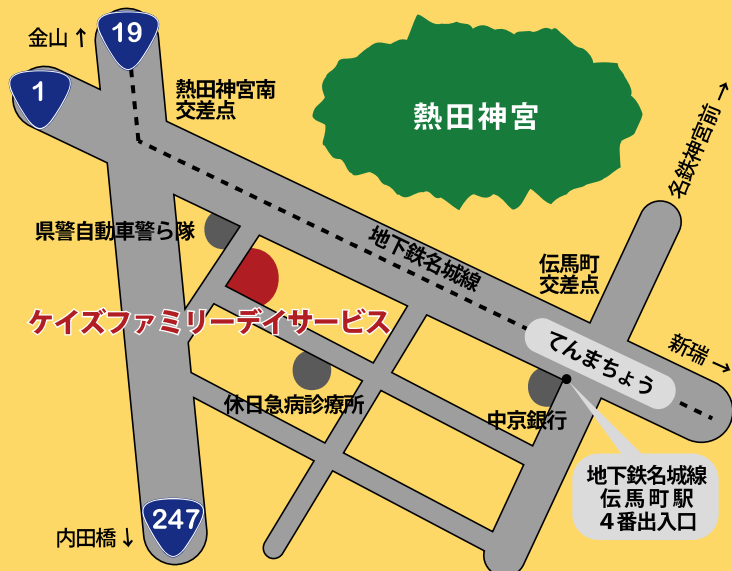 金山↑
19
1
熱田神宮南
交差点
熱田神宮
名鉄神宮前→
県警自動車警ら隊
地下鉄名城線
伝馬町
交差点
ケイズファミリーデイサービス
てんまちょう
新瑞→
休日急病診療所
中京銀行
地下鉄名城線
伝馬町駅
4番出入口
247
内田橋↓